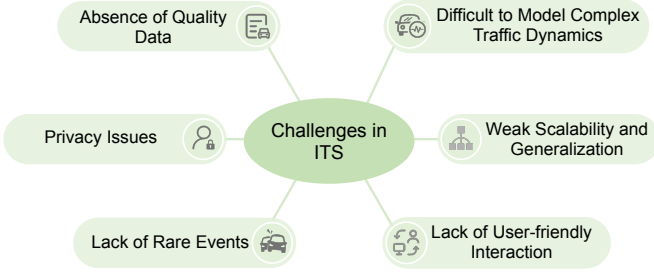 Absence of Quality
Data
Difficult to Model Complex
Traffic Dynamics
Privacy Issues
Challenges in
ITS
Weak Scalability and
Generalization
Lack of Rare Events
Lack of User-friendly
Interaction